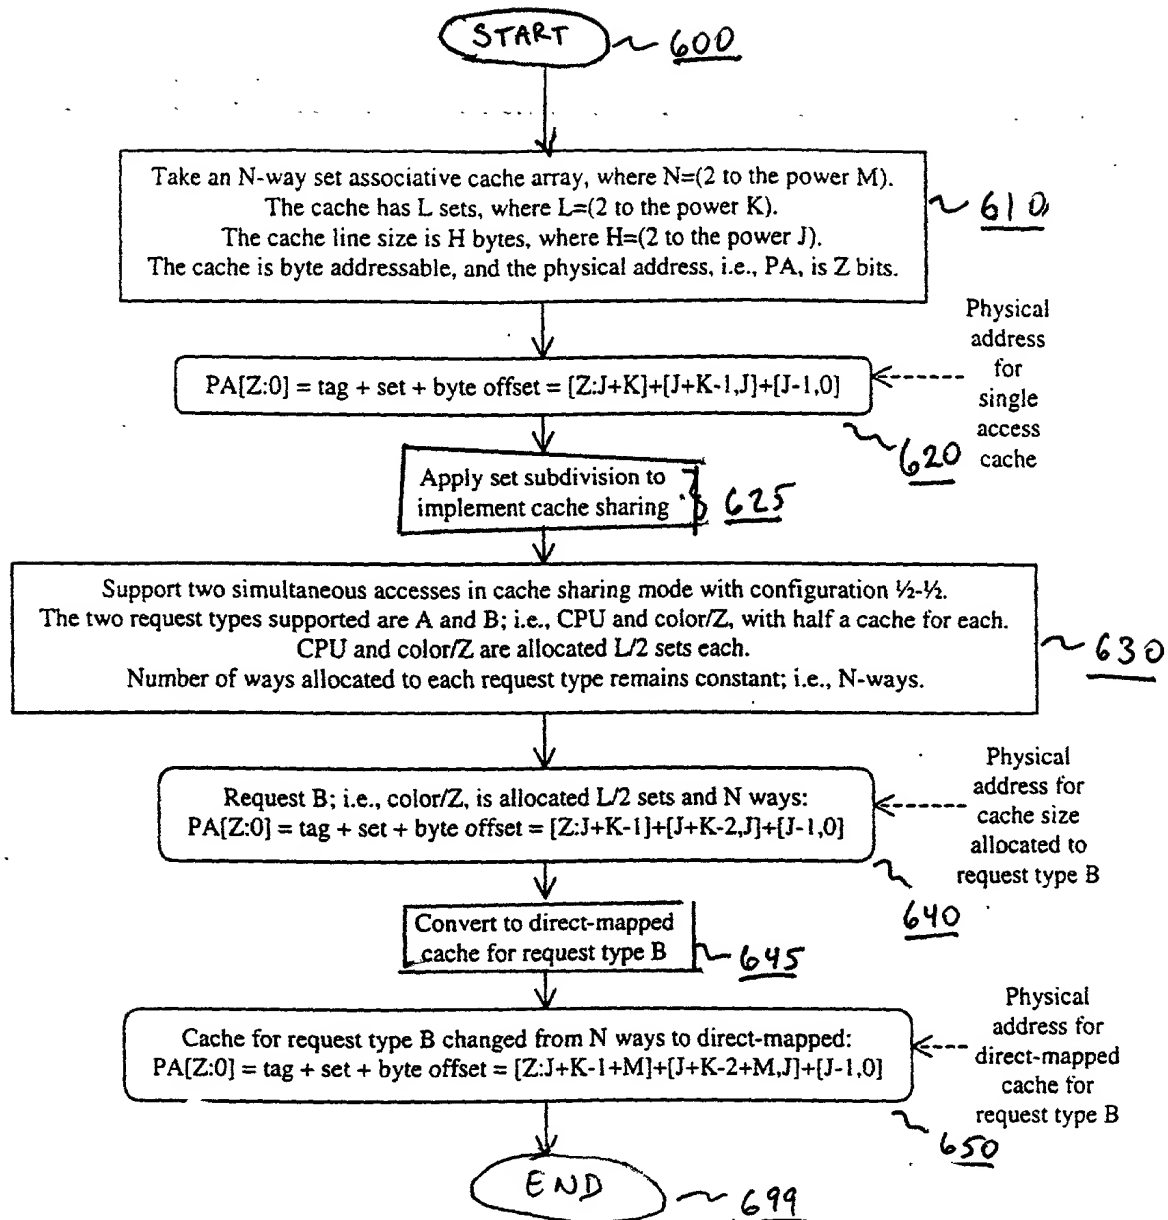 START
600
Take an N-way set associative cache array, where N=(2 to the power M).
The cache has L sets, where L=(2 to the power K).
The cache line size is H bytes, where H=(2 to the power J).
The cache is byte addressable, and the physical address, i.e., PA, is Z bits.
610
Physical
address
for
single
access
cache
PA[Z:0] = tag + set + byte offset = [Z:J+K]+[J+K-1,J]+[J-1,0]
620
Apply set subdivision to
implement cache sharing
625
Support two simultaneous accesses in cache sharing mode with configuration ½-½.
The two request types supported are A and B; i.e., CPU and color/Z, with half a cache for each.
CPU and color/Z are allocated L/2 sets each.
Number of ways allocated to each request type remains constant; i.e., N-ways.
630
Physical
address for
cache size
allocated to
request type B
Request B; i.e., color/Z, is allocated L/2 sets and N ways:
PA[Z:0] = tag + set + byte offset = [Z:J+K-1]+[J+K-2,J]+[J-1,0]
640
Convert to direct-mapped
cache for request type B
645
Physical
address for
direct-mapped
cache for
request type B
Cache for request type B changed from N ways to direct-mapped:
PA[Z:0] = tag + set + byte offset = [Z:J+K-1+M]+[J+K-2+M,J]+[J-1,0]
650
END
699